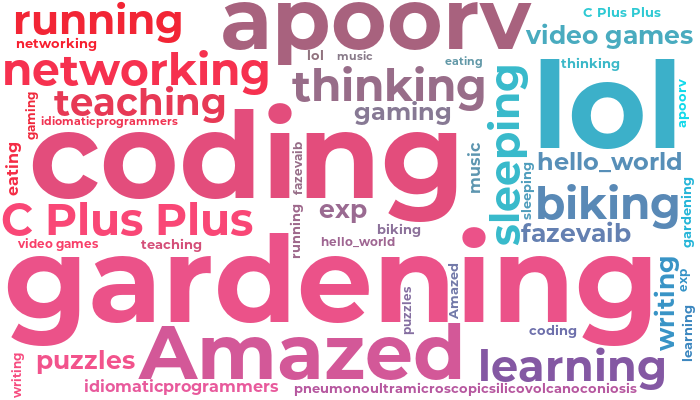 running
apoorv
C Plus Plus
video games
networking
lol
music
eating
thinking
networking
thinking
lol
teaching
gaming
gaming
idiomaticprogrammers
apoorv
coding
sleeping
hello_world
eating
fazevaib
music
sleeping
biking
gardening
C Plus Plus
exp
running
biking
fazevaib
video games
teaching
hello_world
gardening
Amazed
writing
exp
puzzles
coding
learning
Amazed
puzzles
learning
writing
idiomaticprogrammers
pneumonoultramicroscopicsilicovolcanoconiosis